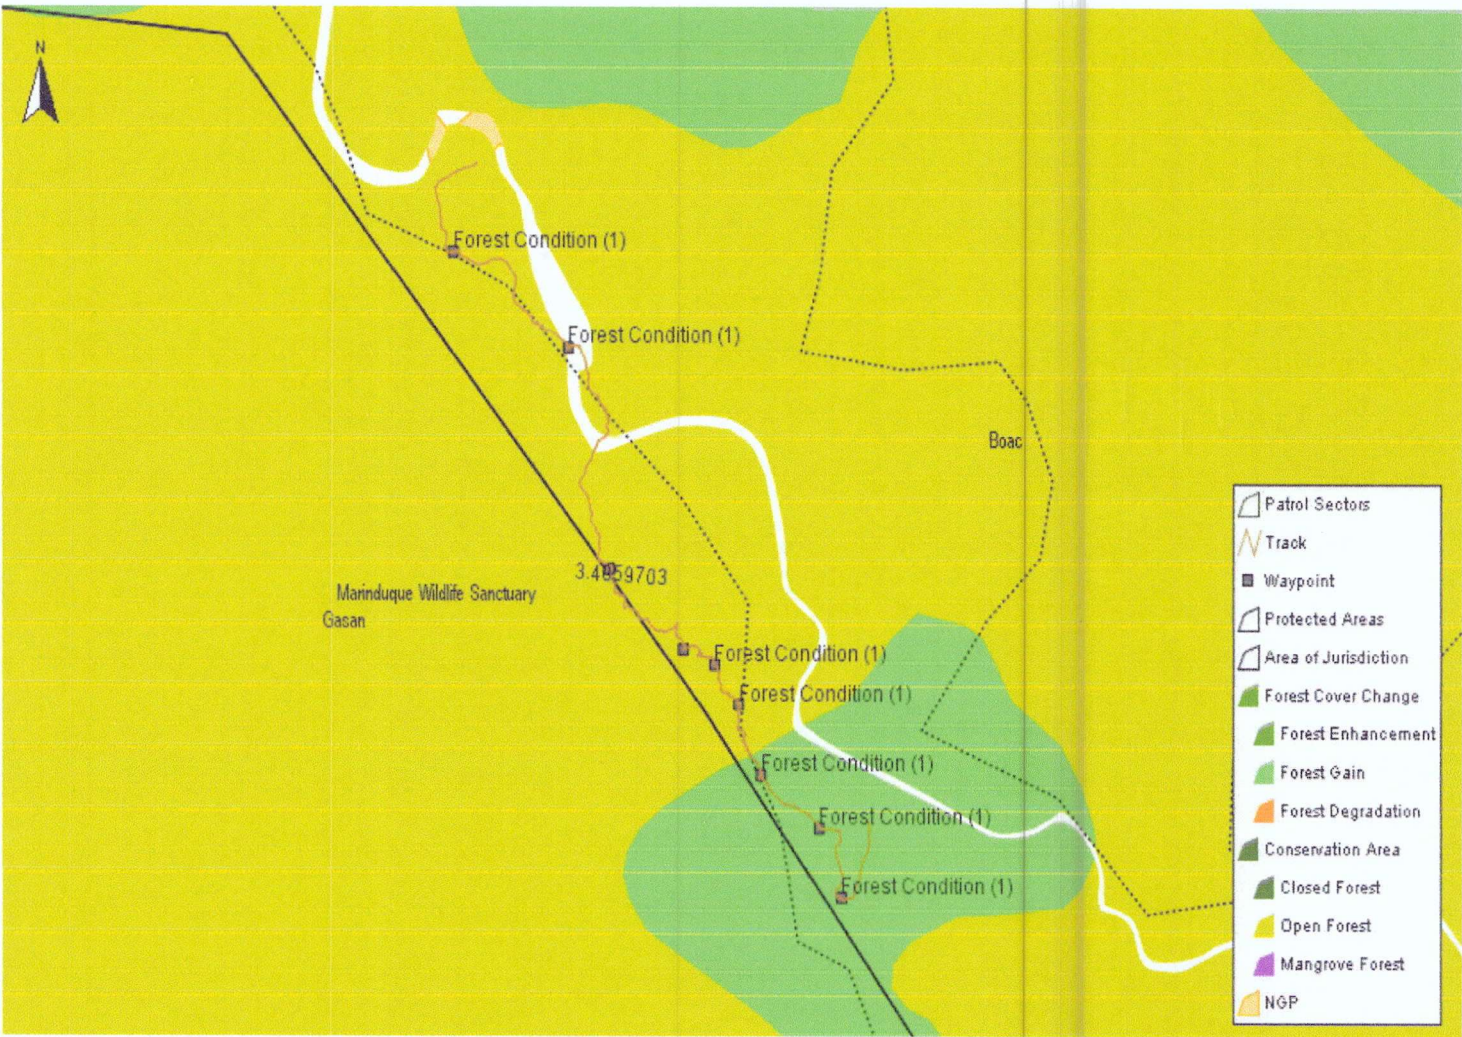 N
Forest Condition (1)
Forest Condition (1)
Boac
3.4059703
Marinduque Wildlife Sanctuary
Gasan
Forest Condition (1)
Forest Condition (1)
Forest Condition (1)
Forest Condition (1)
Forest Condition (1)
Patrol Sectors
Track
Waypoint
Protected Areas
Area of Jurisdiction
Forest Cover Change
Forest Enhancement
Forest Gain
Forest Degradation
Conservation Area
Closed Forest
Open Forest
Mangrove Forest
NGP